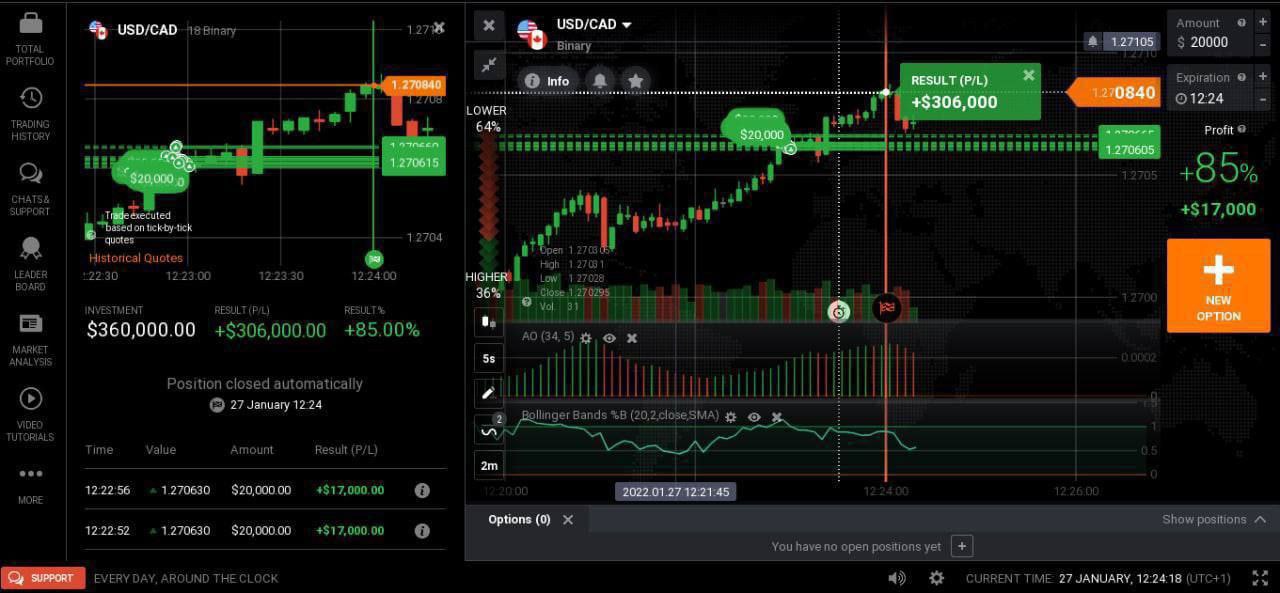 TOTAL
PORTFOLIO
TRADING
HISTORY
CHATS &
SUPPORT
LEADER
BOARD
MARKET
ANALYSIS
VIDEO
TUTORIALS
MORE
USD/CAD 18 Binary
1.270840
1.2708
1.270615
$20,000
1.2704
Trade executed
based on tick-by-tick
quotes
Historical Quotes
:22:30 12:23:00 12:23:30 12:24:00
INVESTMENT RESULT (P/L) RESULT %
$360,000.00 +$306,000.00 +85.00%
Position closed automatically
27 January 12:24
Time Value Amount Result (P/L)
12:22:56 1.270630 $20,000.00 +$17,000.00
12:22:52 1.270630 $20,000.00 +$17,000.00
USD/CAD
Binary
Info
LOWER
64%
HIGHER
36%
5s
2
2m
RESULT (P/L)
+$306,000
$20,000
1.27105
1.2710
0840
1.270605
1.2705
1.2700
Open 1.270305
High 1.27031
Low 1.27028
Close 1.270295
Vol. 31
AO (34, 5)
0.0002
0
Bollinger Bands %B (20,2,close,SMA)
1
0.5
0
12:20:00 2022.01.27 12:21:45 12:24:00 12:26:00
Options (0) Show positions
You have no open positions yet
Amount
$ 20000
Expiration
12:24
Profit
+85%
+$17,000
NEW
OPTION
SUPPORT EVERY DAY, AROUND THE CLOCK
CURRENT TIME: 27 JANUARY, 12:24:18 (UTC+1)